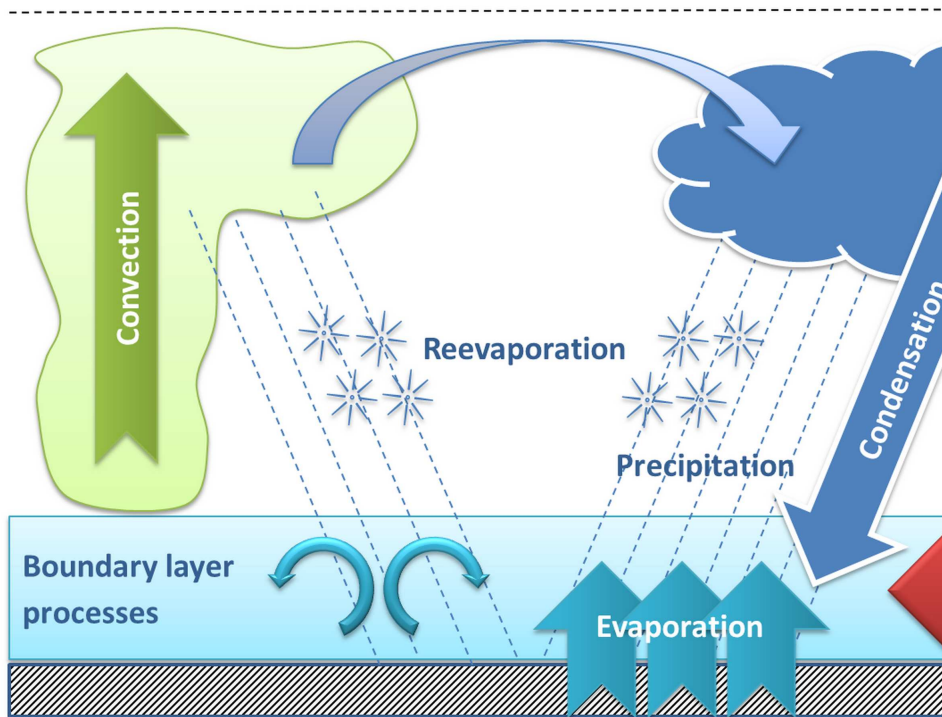 Convection
Reevaporation
Condensation
Precipitation
Boundary layer
processes
Evaporation